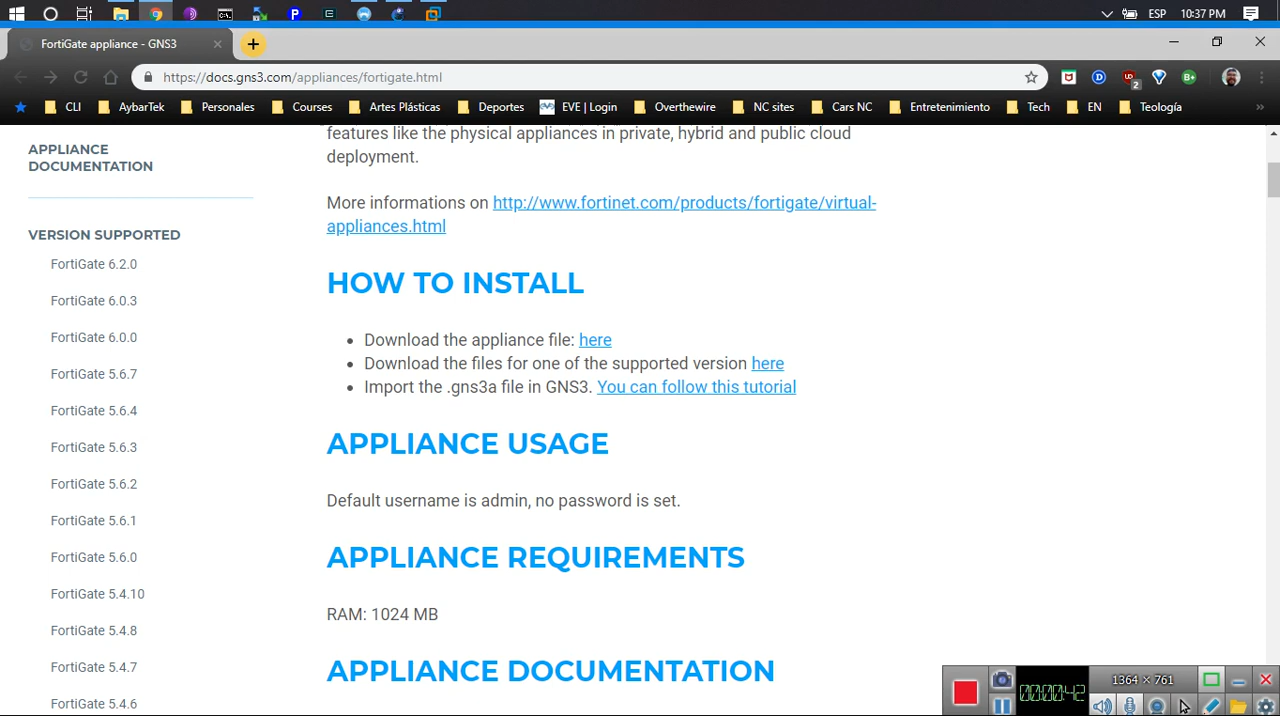 ESP
10:37 PM
FortiGate appliance - GNS3
https://docs.gns3.com/appliances/fortigate.html
CLI
AybarTek
Personales
Courses
Artes Plásticas
Deportes
EVE | Login
Overthewire
NC sites
Cars NC
Entretenimiento
Tech
EN
Teología
»
APPLIANCE
DOCUMENTATION
VERSION SUPPORTED
FortiGate 6.2.0
FortiGate 6.0.3
FortiGate 6.0.0
FortiGate 5.6.7
FortiGate 5.6.4
FortiGate 5.6.3
FortiGate 5.6.2
FortiGate 5.6.1
FortiGate 5.6.0
FortiGate 5.4.10
FortiGate 5.4.8
FortiGate 5.4.7
FortiGate 5.4.6
features like the physical appliances in private, hybrid and public cloud
deployment.
More informations on http://www.fortinet.com/products/fortigate/virtual-
appliances.html
HOW TO INSTALL
• Download the appliance file: here
• Download the files for one of the supported version here
• Import the .gns3a file in GNS3. You can follow this tutorial
APPLIANCE USAGE
Default username is admin, no password is set.
APPLIANCE REQUIREMENTS
RAM: 1024 MB
APPLIANCE DOCUMENTATION
00:00:42
1364 × 761